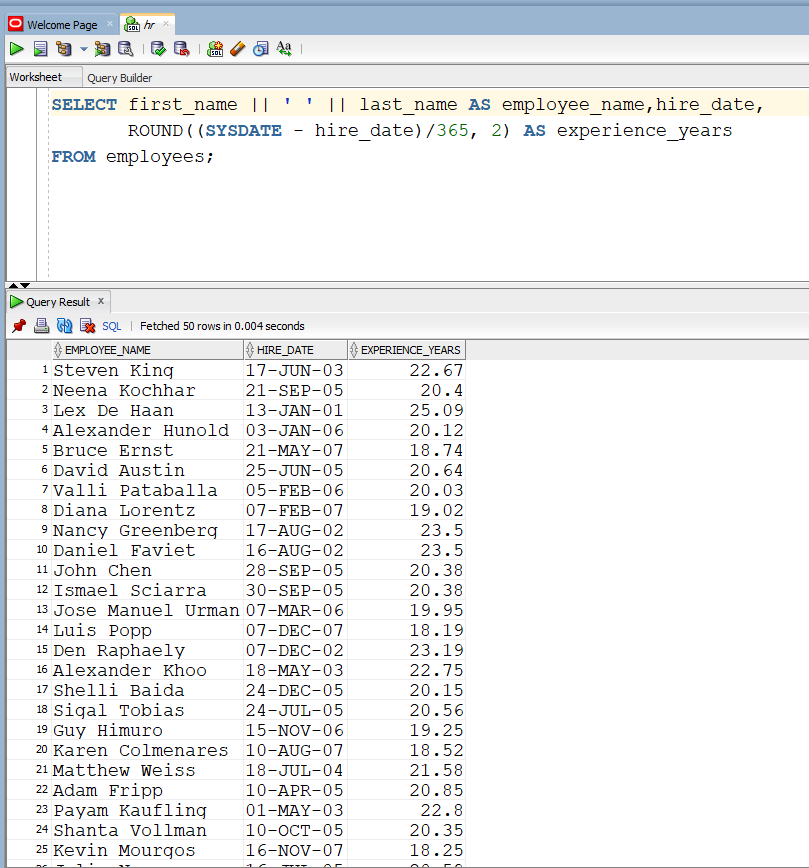 Welcome Page hr
Worksheet Query Builder
SELECT first_name || ' ' || last_name AS employee_name,hire_date,
ROUND((SYSDATE - hire_date)/365, 2) AS experience_years
FROM employees;
Query Result x
SQL | Fetched 50 rows in 0.004 seconds
EMPLOYEE_NAME HIRE_DATE EXPERIENCE_YEARS
1 Steven King 17-JUN-03 22.67
2 Neena Kochhar 21-SEP-05 20.4
3 Lex De Haan 13-JAN-01 25.09
4 Alexander Hunold 03-JAN-06 20.12
5 Bruce Ernst 21-MAY-07 18.74
6 David Austin 25-JUN-05 20.64
7 Valli Pataballa 05-FEB-06 20.03
8 Diana Lorentz 07-FEB-07 19.02
9 Nancy Greenberg 17-AUG-02 23.5
10 Daniel Faviet 16-AUG-02 23.5
11 John Chen 28-SEP-05 20.38
12 Ismael Sciarra 30-SEP-05 20.38
13 Jose Manuel Urman 07-MAR-06 19.95
14 Luis Popp 07-DEC-07 18.19
15 Den Raphaely 07-DEC-02 23.19
16 Alexander Khoo 18-MAY-03 22.75
17 Shelli Baida 24-DEC-05 20.15
18 Sigal Tobias 24-JUL-05 20.56
19 Guy Himuro 15-NOV-06 19.25
20 Karen Colmenares 10-AUG-07 18.52
21 Matthew Weiss 18-JUL-04 21.58
22 Adam Fripp 10-APR-05 20.85
23 Payam Kaufling 01-MAY-03 22.8
24 Shanta Vollman 10-OCT-05 20.35
25 Kevin Mourgos 16-NOV-07 18.25